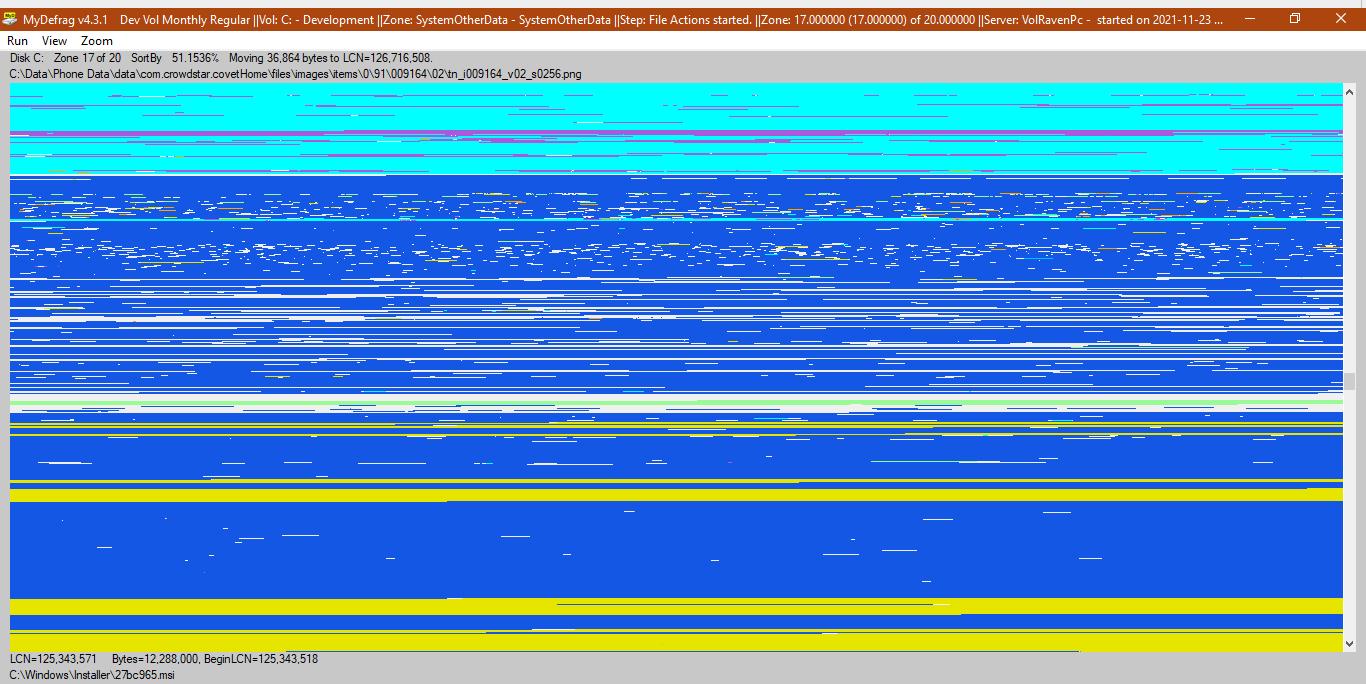 MyDefrag v4.3.1 Dev Vol Monthly Regular ||Vol: C: - Development ||Zone: SystemOtherData - SystemOtherData ||Step: File Actions started. ||Zone: 17.000000 (17.000000) of 20.000000 ||Server: VolRavenPc - started on 2021-11-23 ...
Run View Zoom
Disk C: Zone 17 of 20 SortBy 51.1536% Moving 36,864 bytes to LCN=126,716,508.
C:\Data\Phone Data\data\com.crowdstar.covetHome\files\images\items\0\91\009164\02\tn_i009164_v02_s0256.png
LCN=125,343,571 Bytes=12,288,000, BeginLCN=125,343,518
C:\Windows\Installer\27bc965.msi